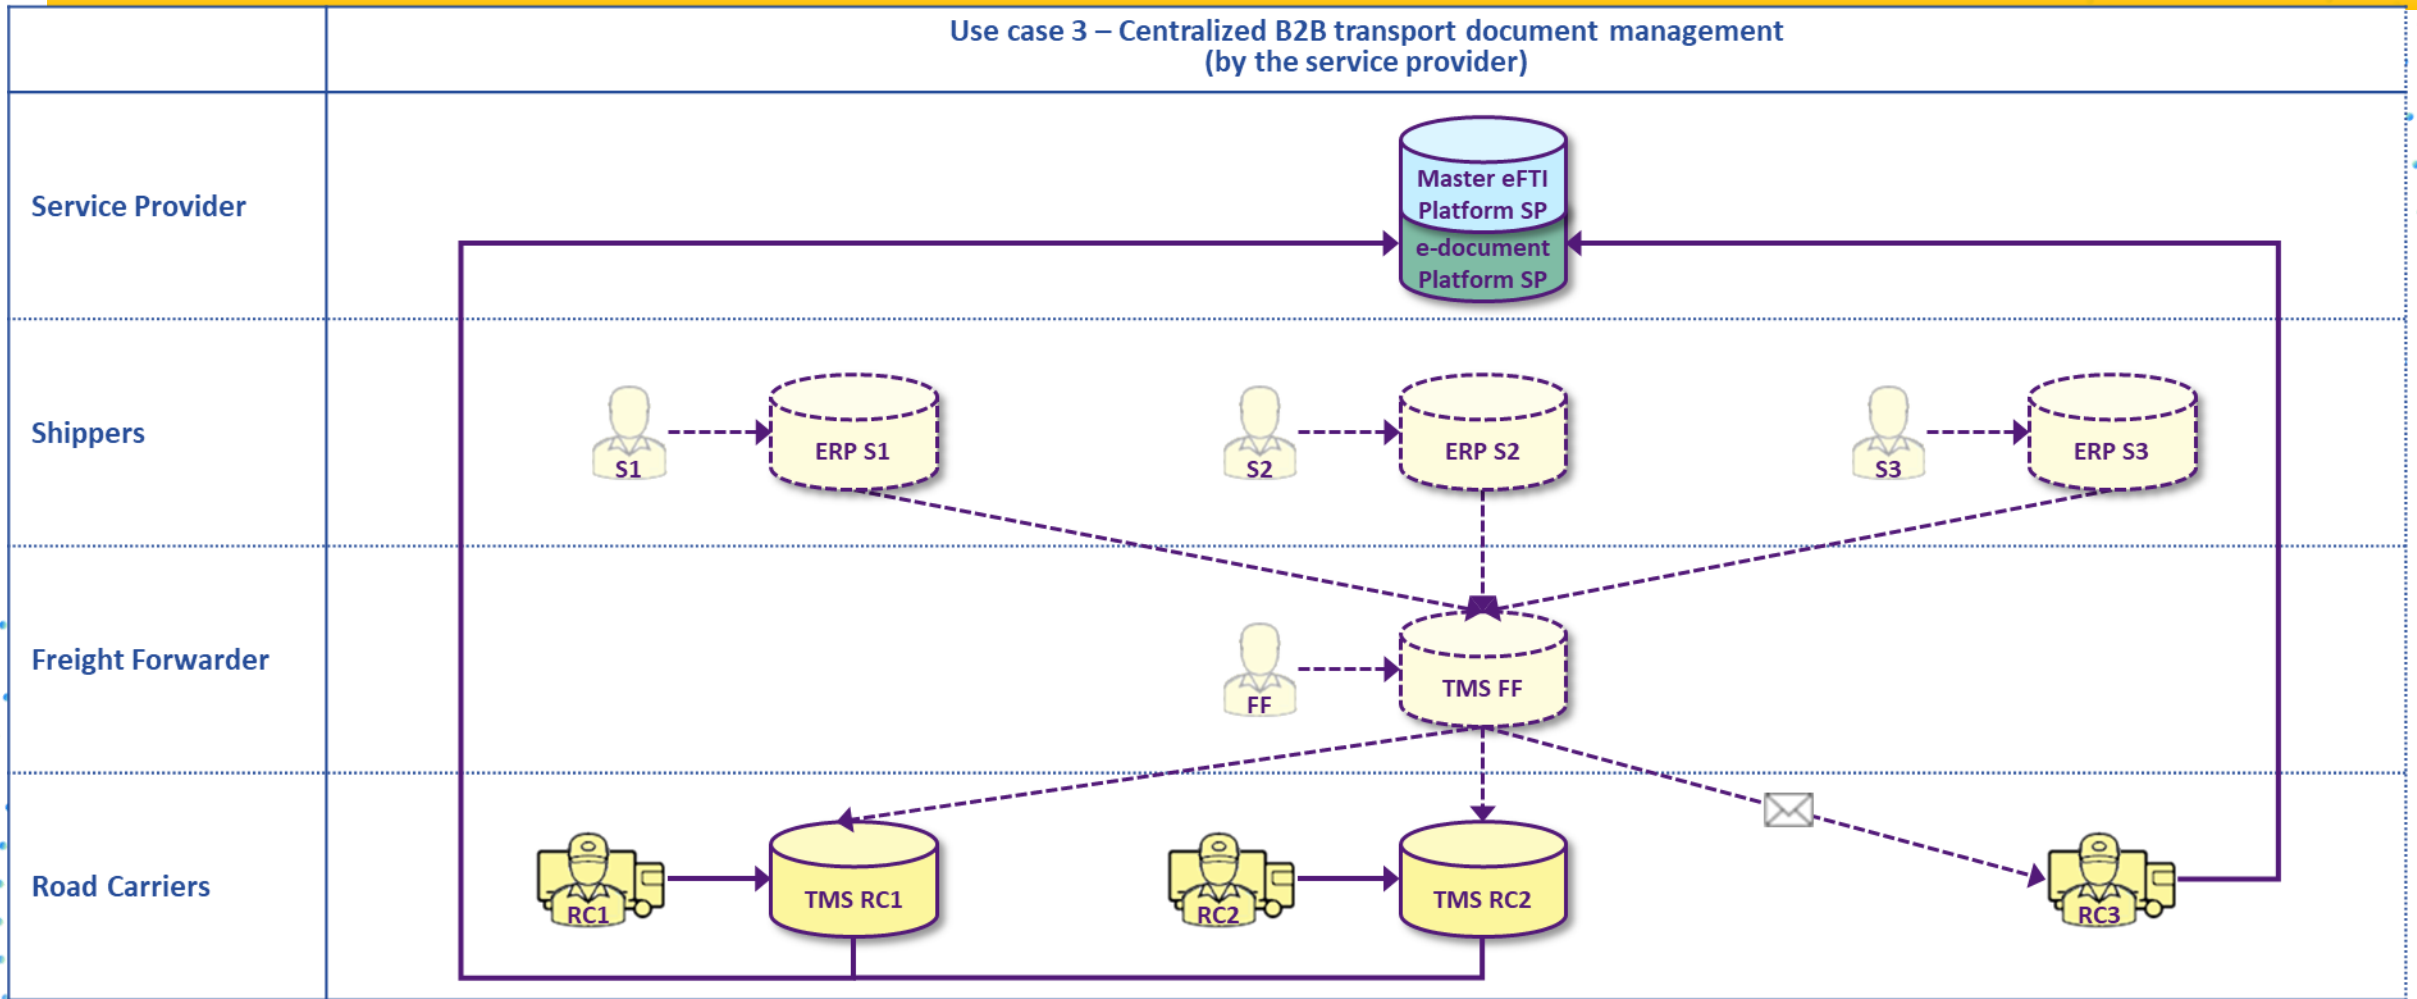 Use case 3 – Centralized B2B transport document management
(by the service provider)
Service Provider
Master eFTI
Platform SP
e-document
Platform SP
Shippers
S1
ERP S1
S2
ERP S2
S3
ERP S3
Freight Forwarder
FF
TMS FF
Road Carriers
RC1
TMS RC1
RC2
TMS RC2
RC3